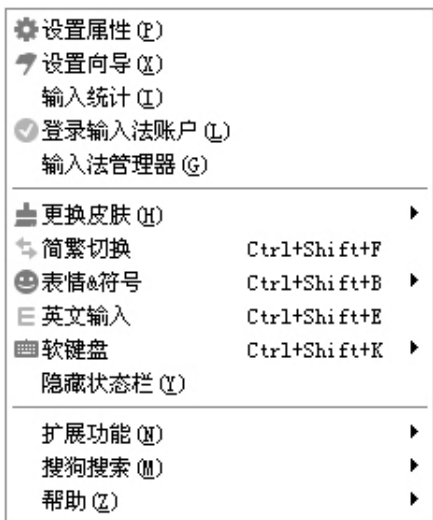 设置属性(P)
设置向导(X)
输入统计(I)
登录输入法账户(L)
输入法管理器(G)
更换皮肤(H)
简繁切换 Ctrl+Shift+F
表情&符号 Ctrl+Shift+B
英文输入 Ctrl+Shift+E
软键盘 Ctrl+Shift+K
隐藏状态栏(Y)
扩展功能(N)
搜狗搜索(M)
帮助(Z)